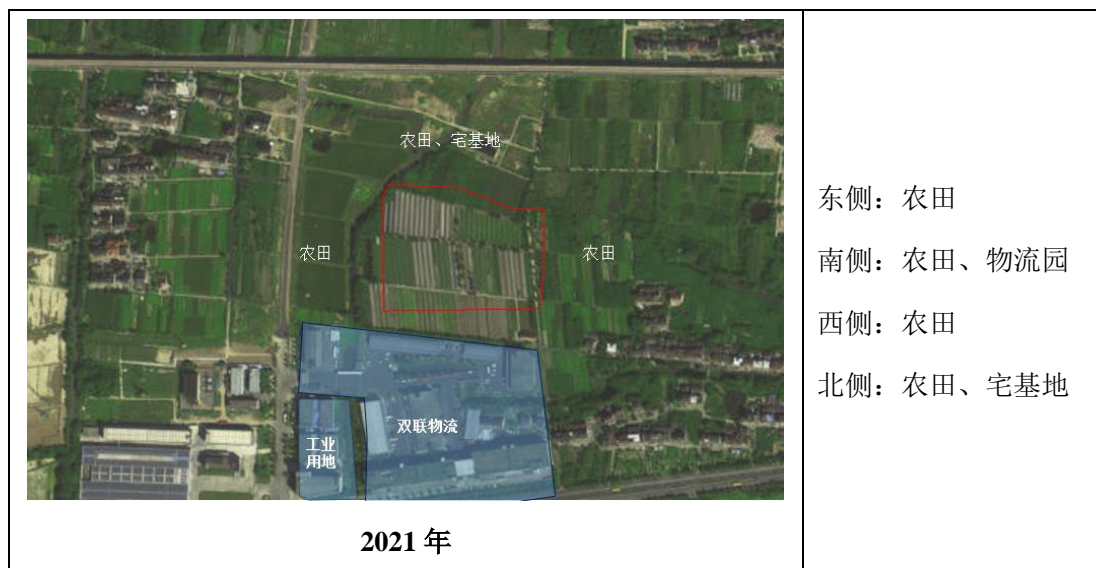 农田、宅基地
农田
农田
双联物流
工业
用地
2021 年
东侧：农田
南侧：农田、物流园
西侧：农田
北侧：农田、宅基地